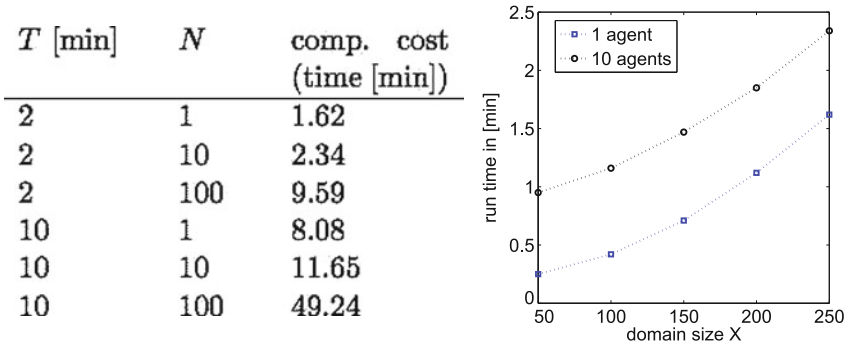 T [min] N comp. cost
(time [min])
2 1 1.62
2 10 2.34
2 100 9.59
10 1 8.08
10 10 11.65
10 100 49.24
2.5
2
1.5
1
0.5
0
run time in [min]
1 agent
10 agents
50 100 150 200 250
domain size X